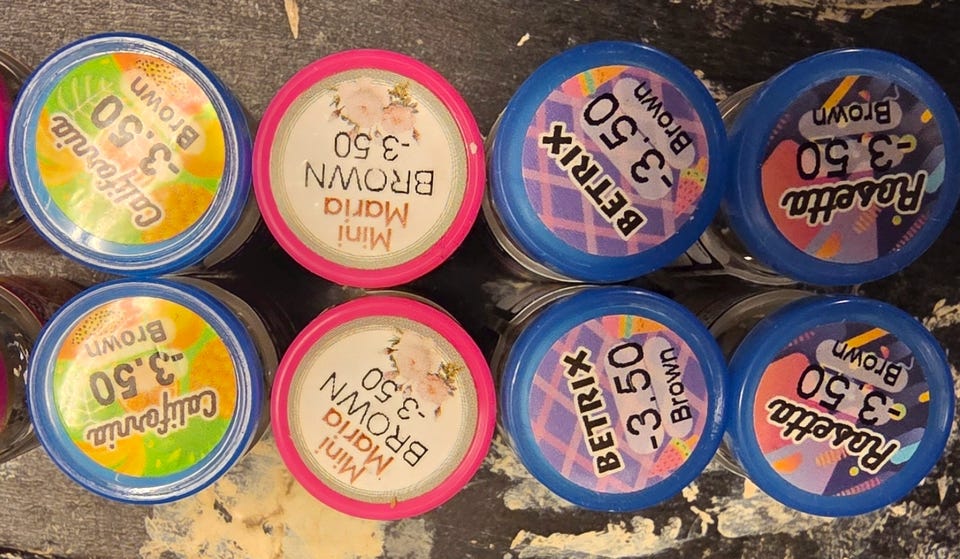 California
-3.50
Brown
Mini
Maria
BROWN
-3.50
BETRIX
-3.50
Brown
Rosetta
-3.50
Brown
California
-3.50
Brown
Mini
Maria
BROWN
-3.50
BETRIX
-3.50
Brown
Rosetta
-3.50
Brown